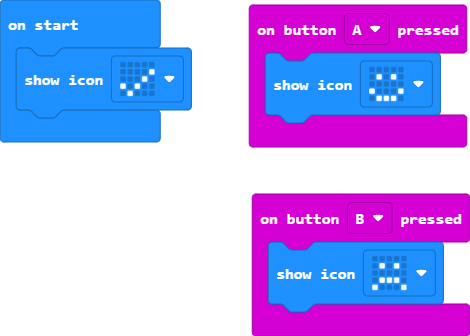 on start
show icon
on button A pressed
show icon
on button B pressed
show icon